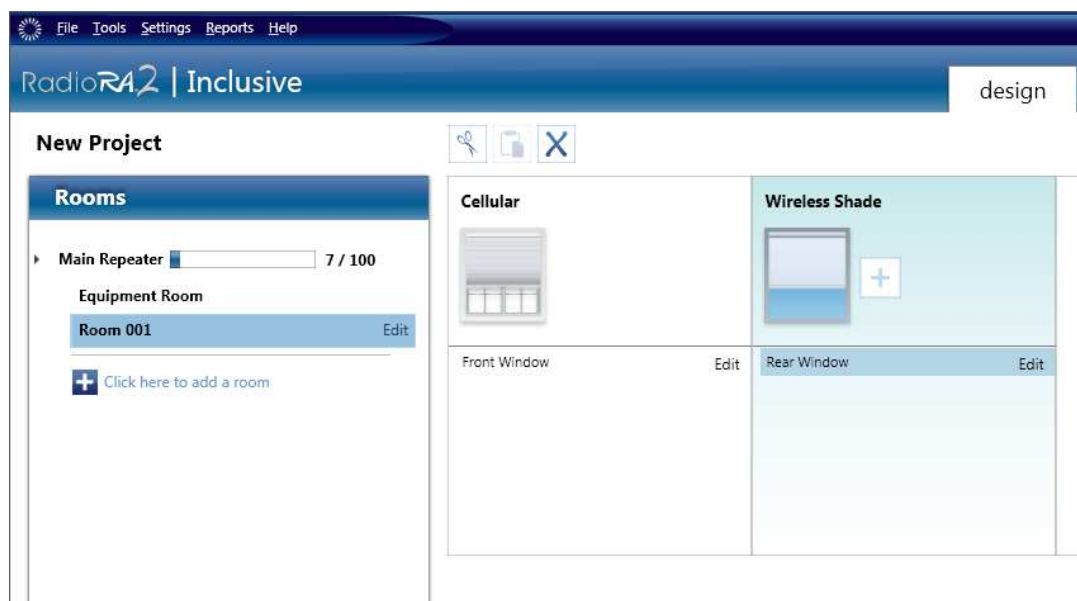 File Tools Settings Reports Help
RadioRA2 | Inclusive
design
New Project
Rooms
Main Repeater 7 / 100
Equipment Room
Room 001 Edit
Click here to add a room
Cellular
Wireless Shade
Front Window Edit
Rear Window Edit